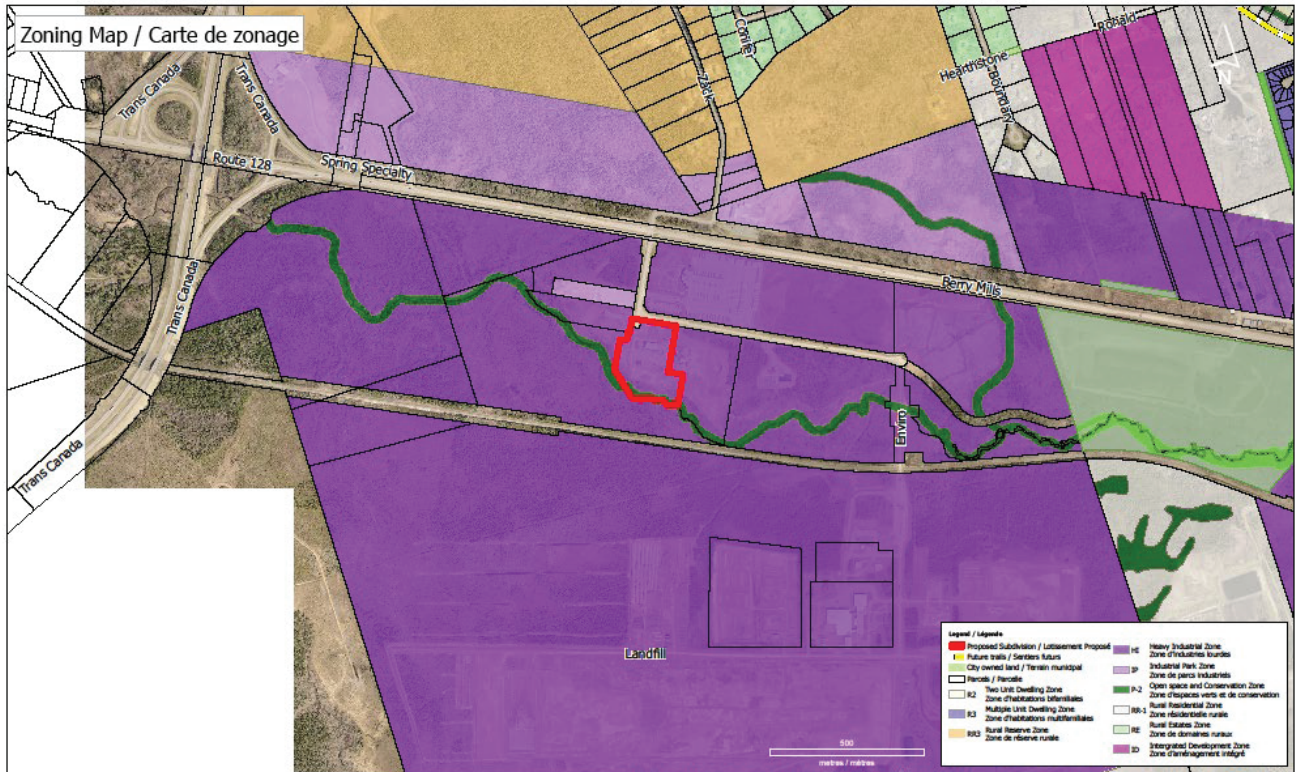 Zoning Map / Carte de zonage
Trans Canada
Trans Canada
Route 128
Spring Specialty
Zack
Conifer
Hearthstone
Boundary
Ronald
N
Berry Mills
Trans Canada
Trans Canada
Enviro
Landfill
500
metres / mètres
Legend / Légende
Proposed Subdivision / Lotissement Proposé
Future trails / Sentiers futurs
City owned land / Terrain municipal
Parcels / Parcelle
R2 Two Unit Dwelling Zone
Zone d'habitations bifamiliales
R3 Multiple Unit Dwelling Zone
Zone d'habitations multifamiliales
RR3 Rural Reserve Zone
Zone de réserve rurale
HI Heavy Industrial Zone
Zone d'industries lourdes
IP Industrial Park Zone
Zone de parcs industriels
P-2 Open space and Conservation Zone
Zone d'espaces verts et de conservation
RR-1 Rural Residential Zone
Zone résidentielle rurale
RE Rural Estates Zone
Zone de domaines ruraux
ID Intergrated Development Zone
Zone d'aménagement intégré